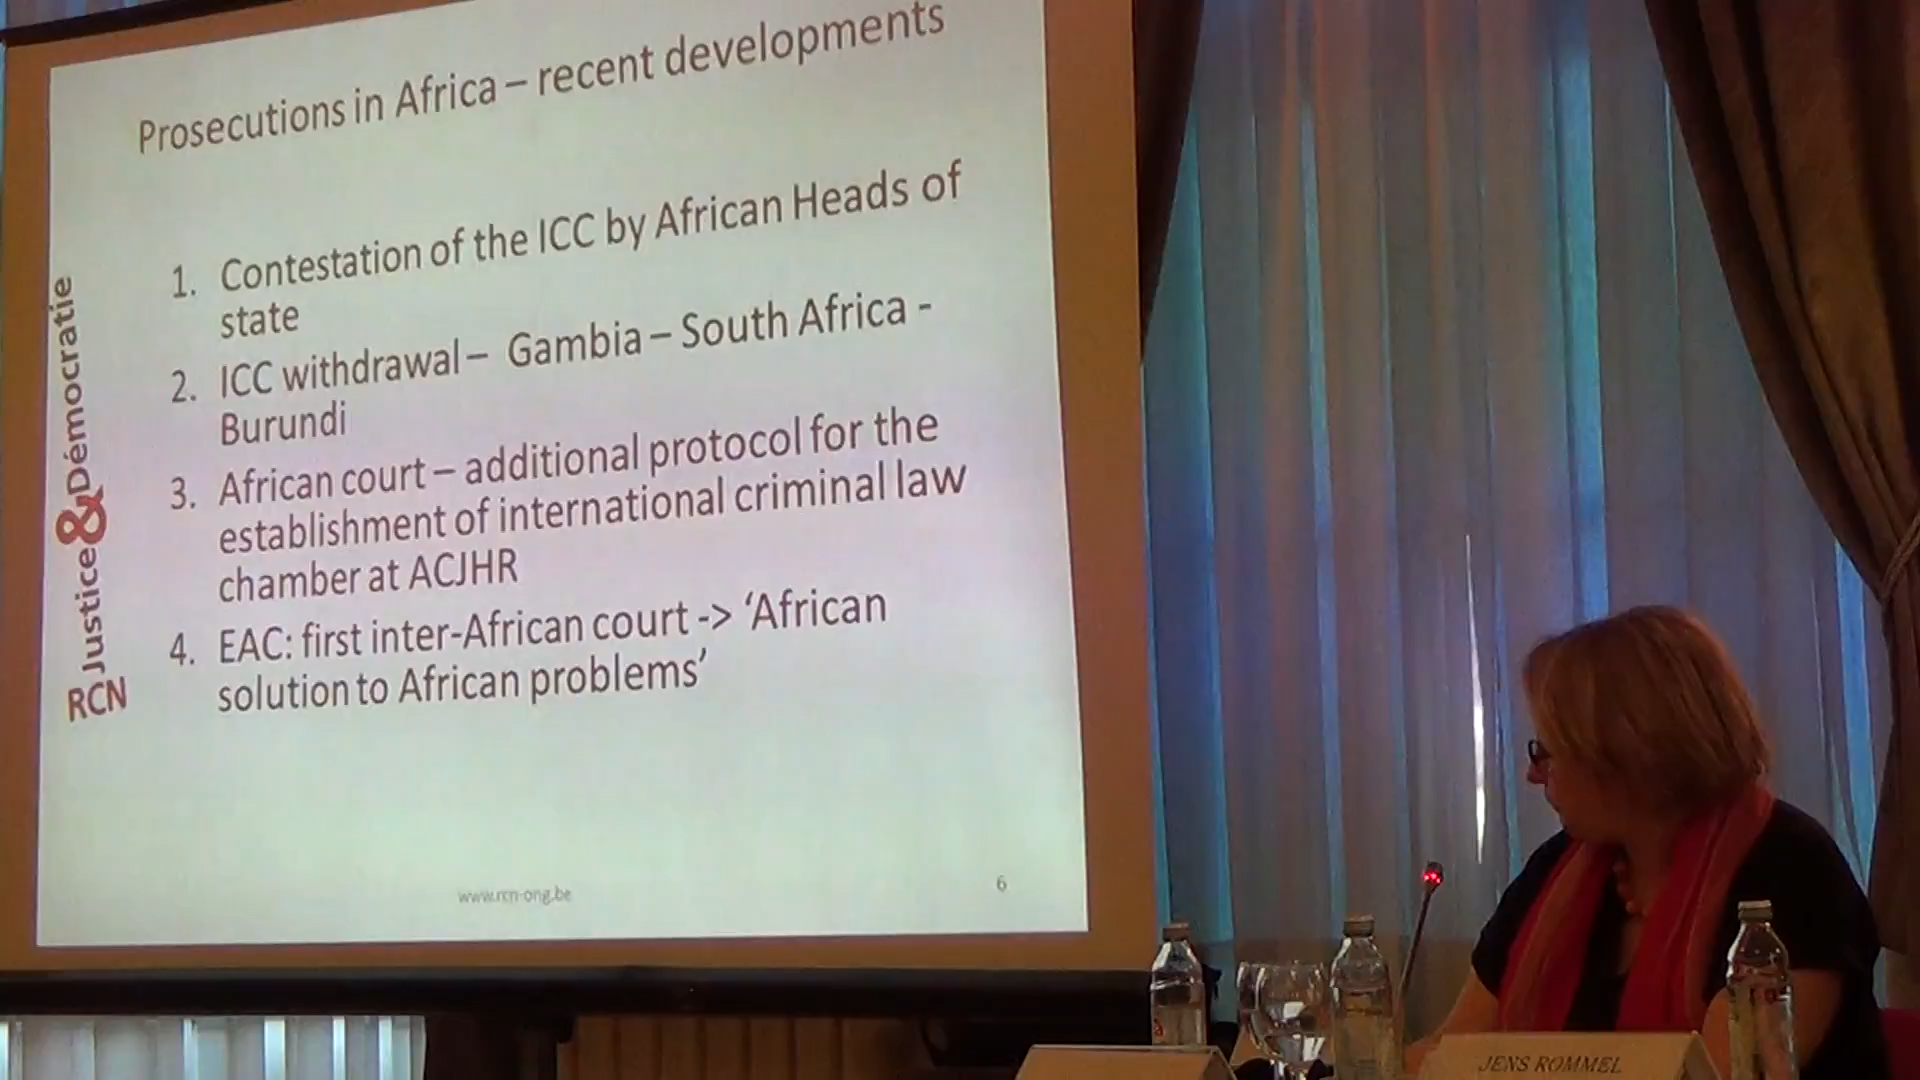 Prosecutions in Africa – recent developments
1. Contestation of the ICC by African Heads of
state
2. ICC withdrawal – Gambia – South Africa -
Burundi
3. African court – additional protocol for the
establishment of international criminal law
chamber at ACJHR
4. EAC: first inter-African court -> ‘African
solution to African problems’
RCN Justice & Démocratie
www.rcn-ong.be
6
JENS ROMMEL